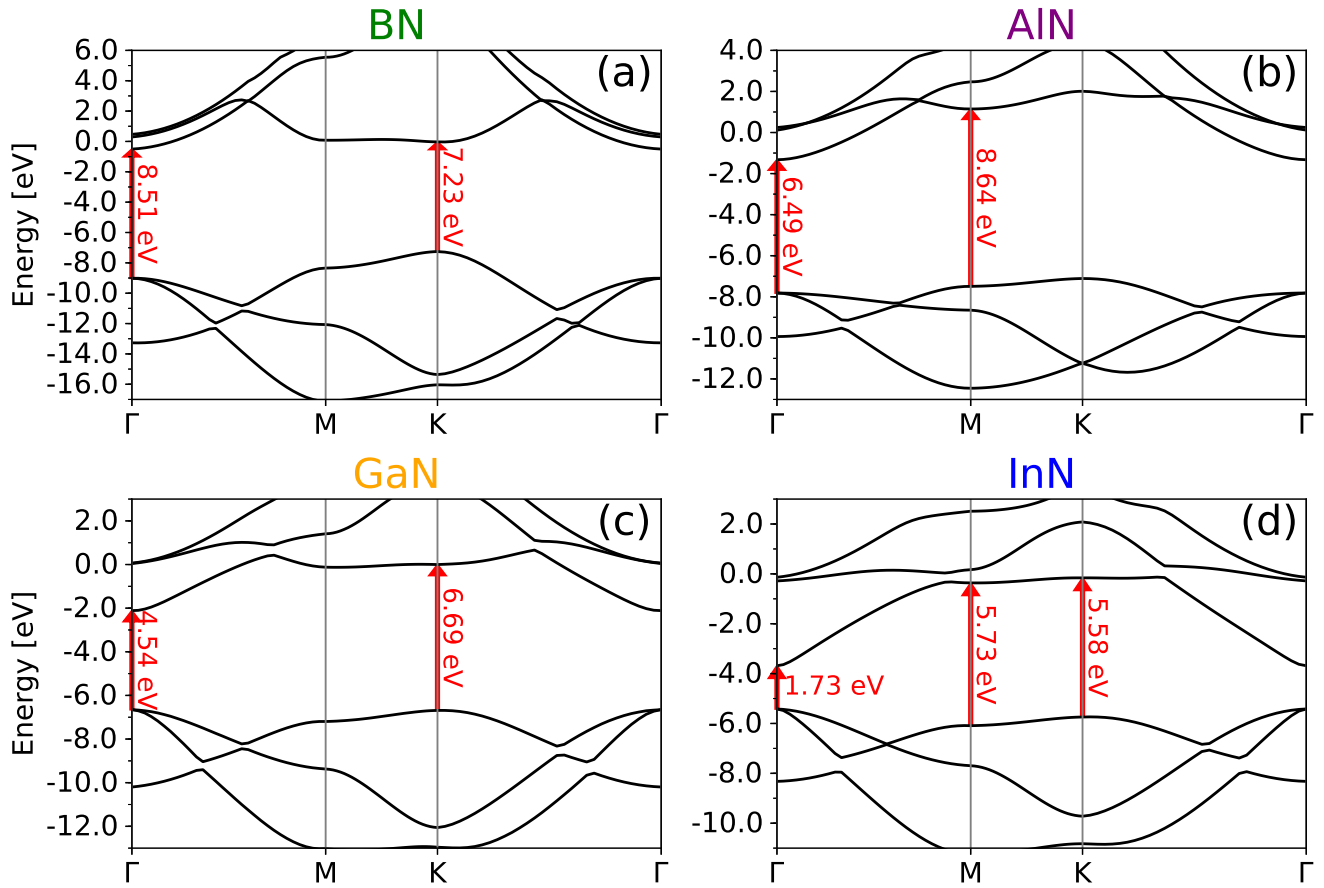 BN
(a)
Energy [eV]
6.0
4.0
2.0
0.0
-2.0
-4.0
-6.0
-8.0
-10.0
-12.0
-14.0
-16.0
8.51 eV
7.23 eV
Γ M K Γ
AlN
(b)
4.0
2.0
0.0
-2.0
-4.0
-6.0
-8.0
-10.0
-12.0
6.49 eV
8.64 eV
Γ M K Γ
GaN
(c)
Energy [eV]
2.0
0.0
-2.0
-4.0
-6.0
-8.0
-10.0
-12.0
4.54 eV
6.69 eV
Γ M K Γ
InN
(d)
2.0
0.0
-2.0
-4.0
-6.0
-8.0
-10.0
1.73 eV
5.73 eV
5.58 eV
Γ M K Γ